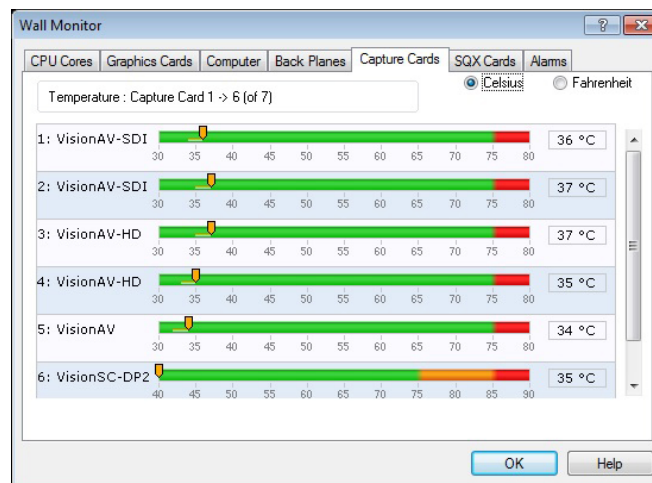 Wall Monitor
CPU Cores Graphics Cards Computer Back Planes Capture Cards SQX Cards Alarms
Celsius Fahrenheit
Temperature : Capture Card 1 -> 6 (of 7)
1: VisionAV-SDI 36 °C
30 35 40 45 50 55 60 65 70 75 80
2: VisionAV-SDI 37 °C
30 35 40 45 50 55 60 65 70 75 80
3: VisionAV-HD 37 °C
30 35 40 45 50 55 60 65 70 75 80
4: VisionAV-HD 35 °C
30 35 40 45 50 55 60 65 70 75 80
5: VisionAV 34 °C
30 35 40 45 50 55 60 65 70 75 80
6: VisionSC-DP2 35 °C
40 45 50 55 60 65 70 75 80 85 90
OK Help